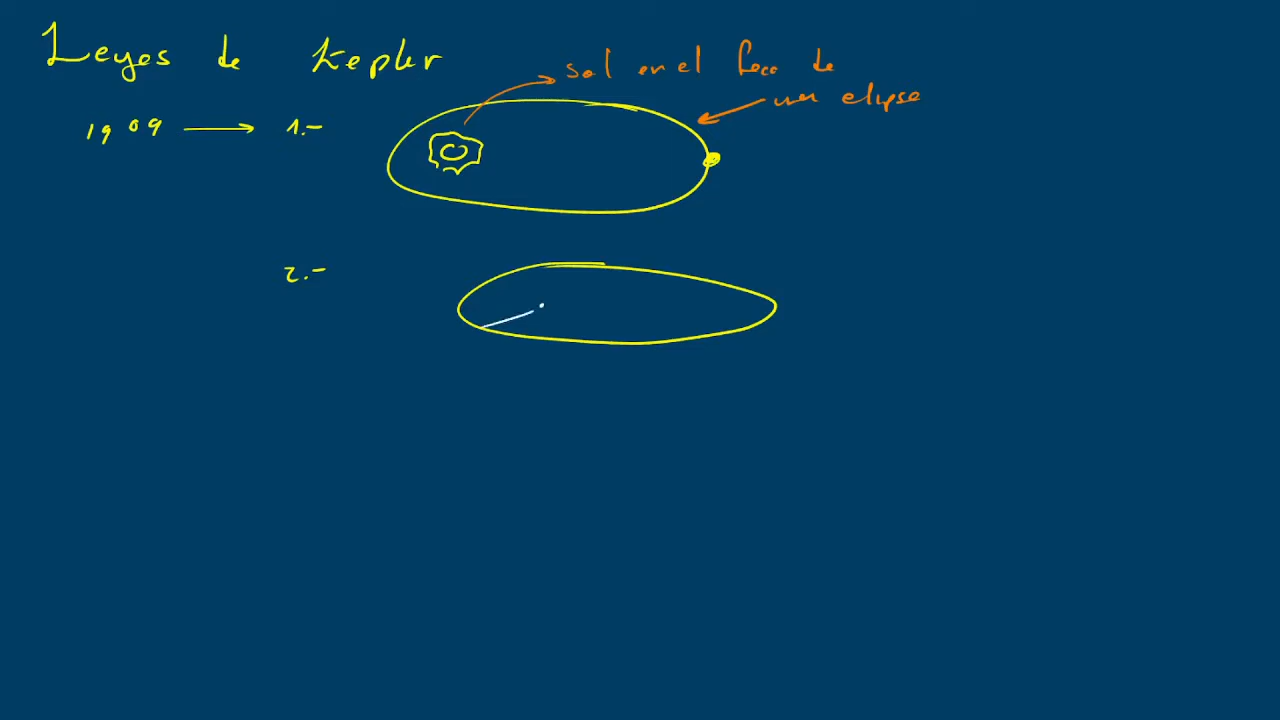 Leyes de Kepler
sol en el foco de
una elipse
1909 → 1.-
2.-